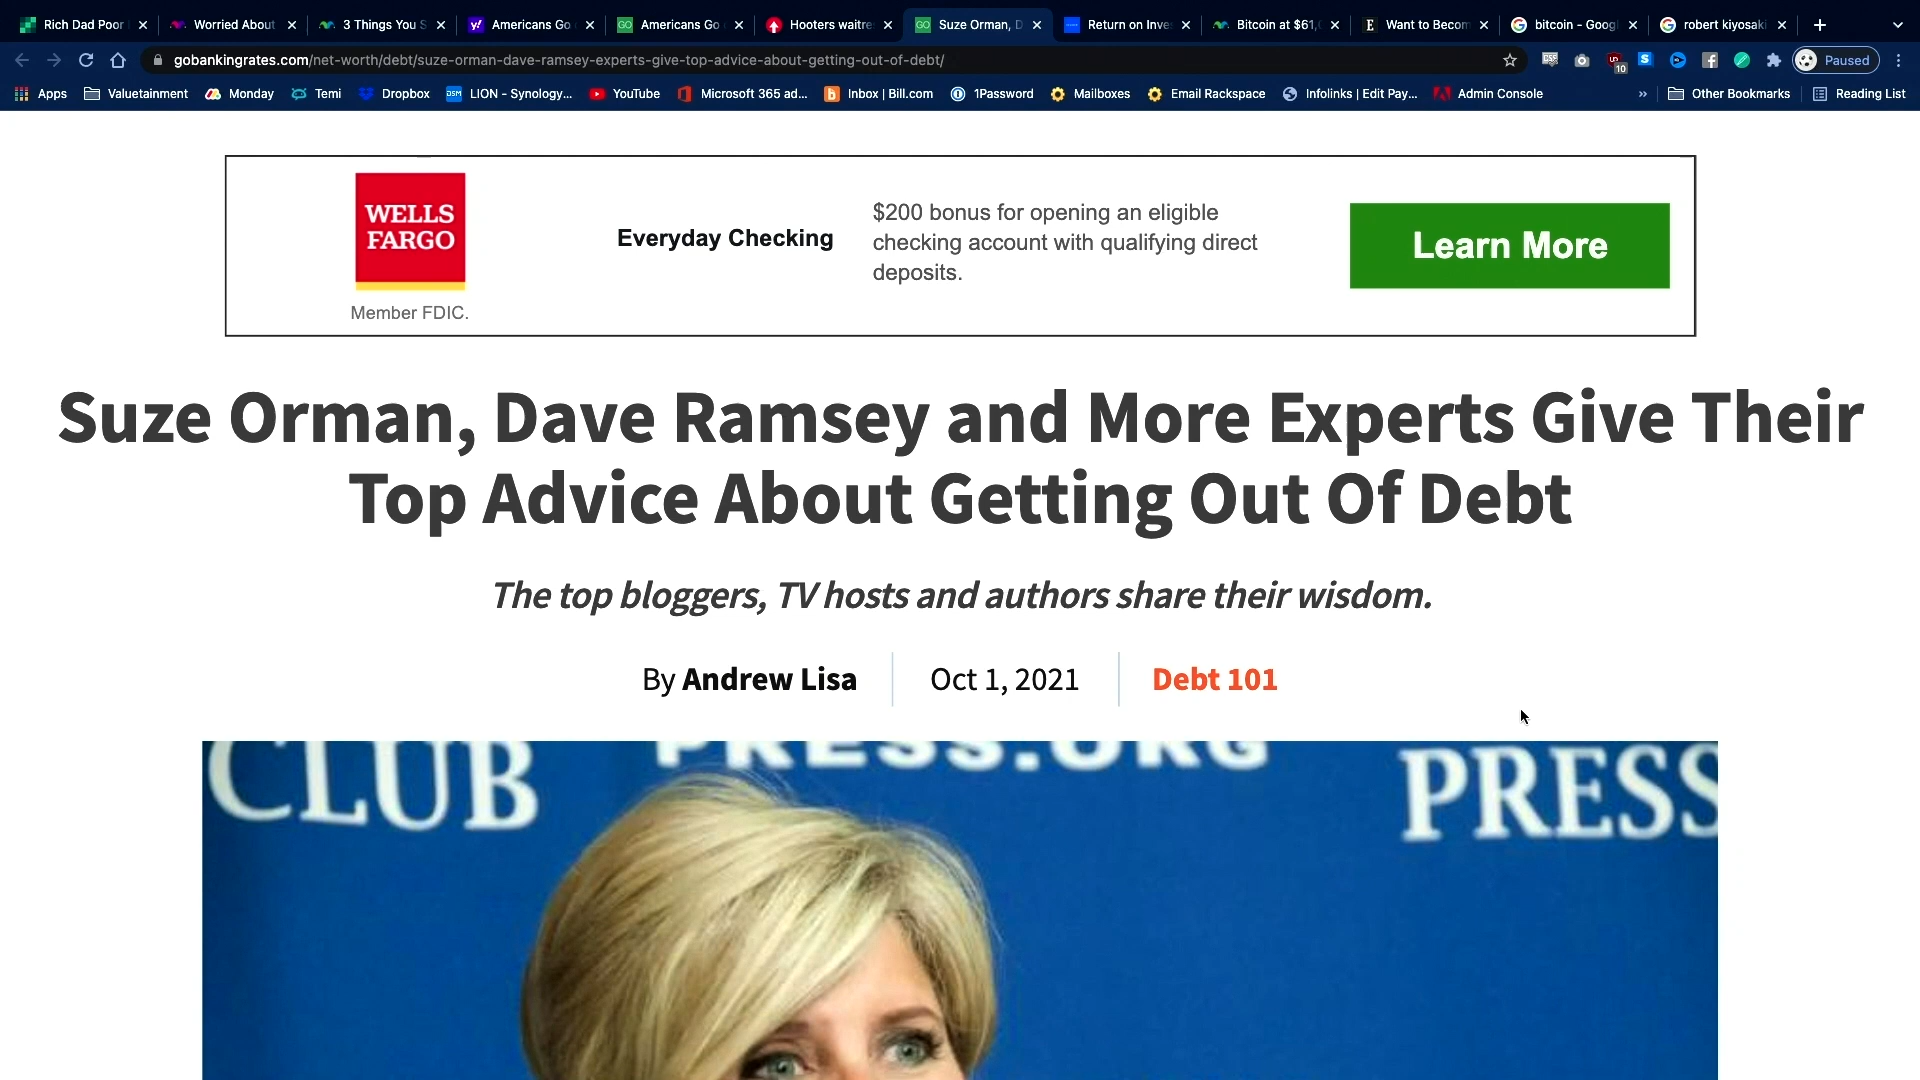 Rich Dad Poor
Worried About
3 Things You S
Americans Go
Americans Go
Hooters waitre
Suze Orman, D
Return on Inve
Bitcoin at $61,
Want to Becom
bitcoin - Goog
robert kiyosaki
gobankingrates.com/net-worth/debt/suze-orman-dave-ramsey-experts-give-top-advice-about-getting-out-of-debt/
10
Paused
Apps
Valuetainment
Monday
Temi
Dropbox
LION - Synology...
YouTube
Microsoft 365 ad...
Inbox | Bill.com
1Password
Mailboxes
Email Rackspace
Infolinks | Edit Pay...
Admin Console
»
Other Bookmarks
Reading List
WELLS
FARGO
Member FDIC.
Everyday Checking
$200 bonus for opening an eligible
checking account with qualifying direct
deposits.
Learn More
Suze Orman, Dave Ramsey and More Experts Give Their
Top Advice About Getting Out Of Debt
The top bloggers, TV hosts and authors share their wisdom.
By Andrew Lisa
Oct 1, 2021
Debt 101
CLUB
PRESS.ORG
PRESS